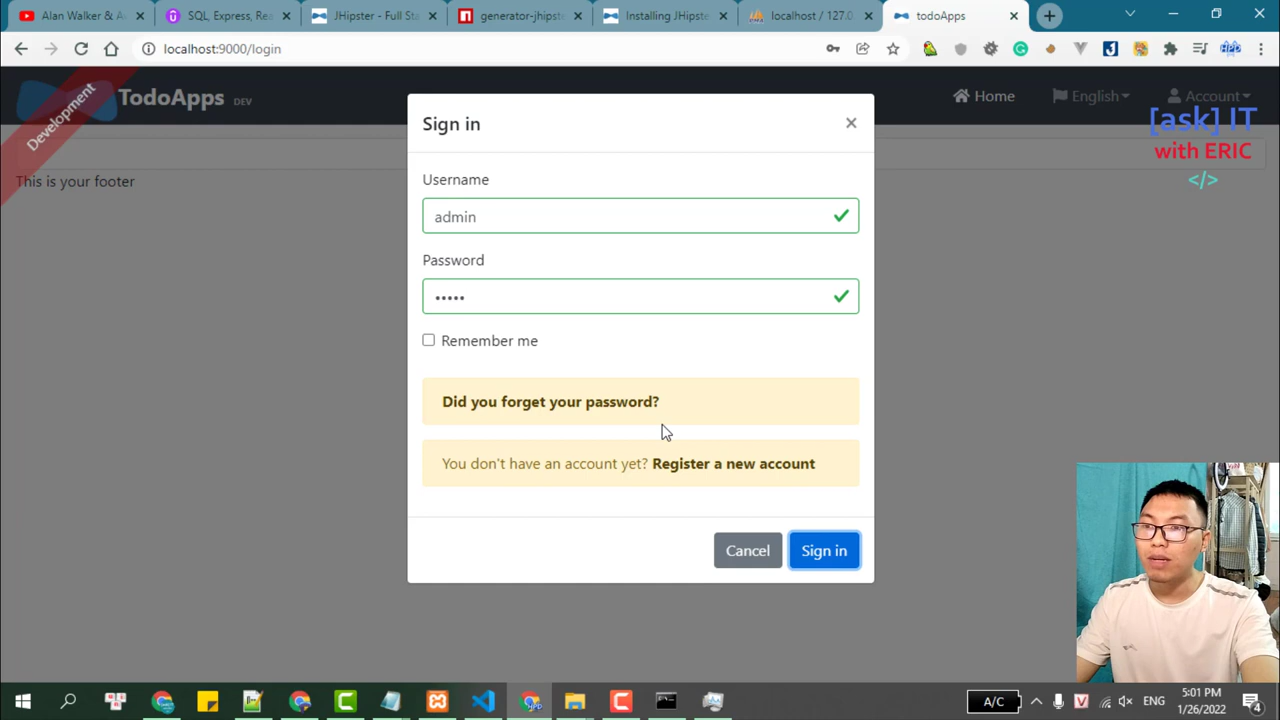 Alan Walker & A
SQL, Express, Rea
JHipster - Full Sta
generator-jhipst
Installing JHipste
localhost / 127.0
todoApps
localhost:9000/login
Development
TodoApps DEV
Home
English
Account
[ask] IT
with ERIC
</>
This is your footer
Sign in
Username
admin
Password
•••••
Remember me
Did you forget your password?
You don't have an account yet? Register a new account
Cancel
Sign in
A/C
ENG
5:01 PM
1/26/2022
4